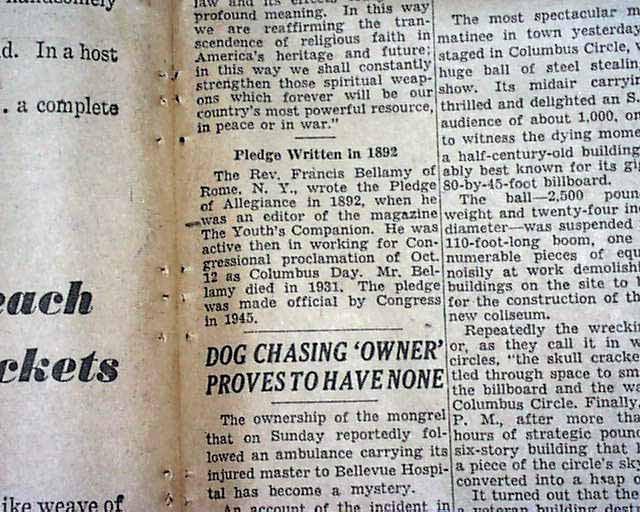 handsomely
d. In a host
. a complete
each
ckets
ike weave of
law and its
profound meaning. In this way
we are reaffirming the tran-
scendence of religious faith in
America's heritage and future;
in this way we shall constantly
strengthen those spiritual weap-
ons which forever will be our
country's most powerful resource,
in peace or in war."
Pledge Written in 1892
The Rev. Francis Bellamy of
Rome, N. Y., wrote the Pledge
of Allegiance in 1892, when he
was an editor of the magazine
The Youth's Companion. He was
active then in working for Con-
gressional proclamation of Oct.
12 as Columbus Day. Mr. Bel-
lamy died in 1931. The pledge
was made official by Congress
in 1945.
DOG CHASING 'OWNER'
PROVES TO HAVE NONE
The ownership of the mongrel
that on Sunday reportedly fol-
lowed an ambulance carrying its
injured master to Bellevue Hospi-
tal has become a mystery.
An account of the incident in
The most spectacular m
matinee in town yesterday
staged in Columbus Circle,
huge ball of steel stealin
show. Its midair carryin
thrilled and delighted an S.
audience of about 1,000, on
to witness the dying mome
a half-century-old building
ably best known for its gi
80-by-45-foot billboard.
The ball—2,500 poun
weight and twenty-four in
diameter—was suspended
110-foot-long boom, one
numerable pieces of equ
noisily at work demolish
buildings on the site to
for the construction of th
new coliseum.
Repeatedly the wreckin
or, as they call it in w
circles, "the skull cracke
tled through space to sm
the billboard and the wa
Columbus Circle. Finally,
P. M., after more tha
hours of strategic pound
six-story building that
a piece of the circle's sky
converted into a heap o
It turned out that the
a veteran building dest